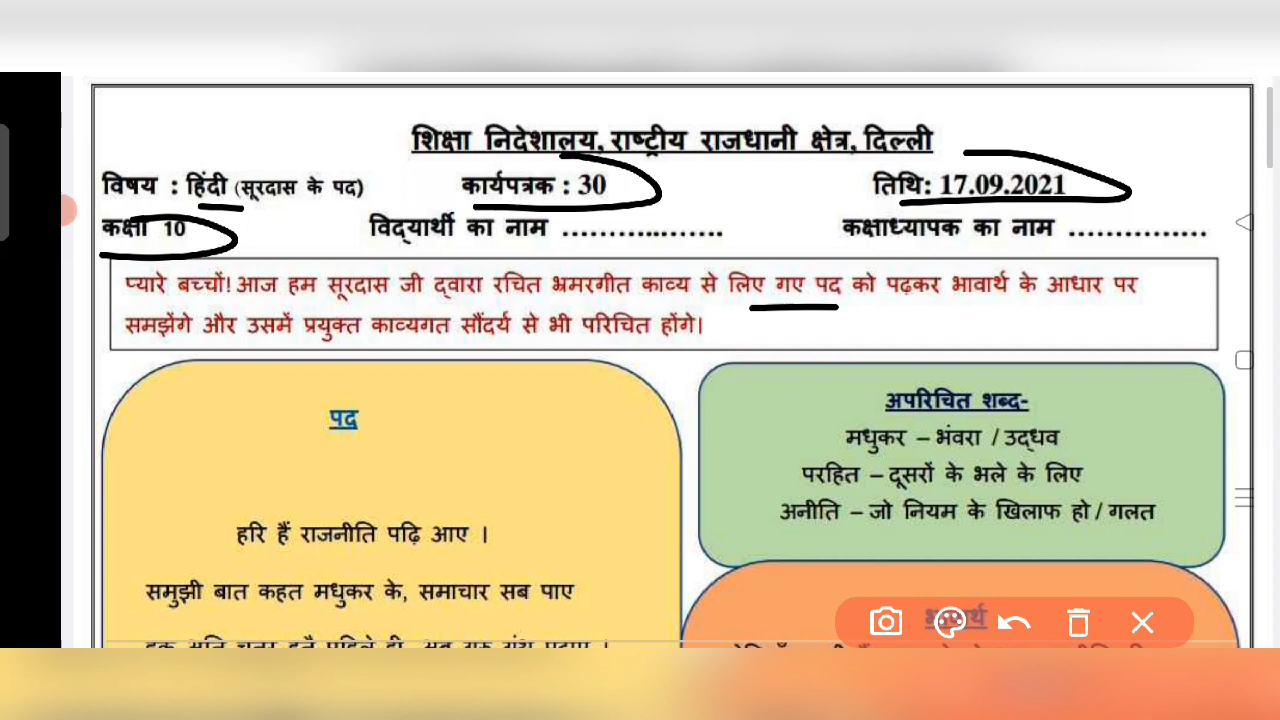 शिक्षा निदेशालय, राष्ट्रीय राजधानी क्षेत्र, दिल्ली
विषय : हिंदी (सूरदास के पद) कार्यपत्रक : 30 तिथि: 17.09.2021
कक्षा 10 विद्यार्थी का नाम ................. कक्षाध्यापक का नाम ...............
प्यारे बच्चों! आज हम सूरदास जी द्वारा रचित भ्रमरगीत काव्य से लिए गए पद को पढ़कर भावार्थ के आधार पर
समझेंगे और उसमें प्रयुक्त काव्यगत सौंदर्य से भी परिचित होंगे।
पद
हरि हैं राजनीति पढ़ि आए ।
समुझी बात कहत मधुकर के, समाचार सब पाए
अपरिचित शब्द-
मधुकर – भंवरा / उद्धव
परहित – दूसरों के भले के लिए
अनीति – जो नियम के खिलाफ हो / गलत
भावार्थ